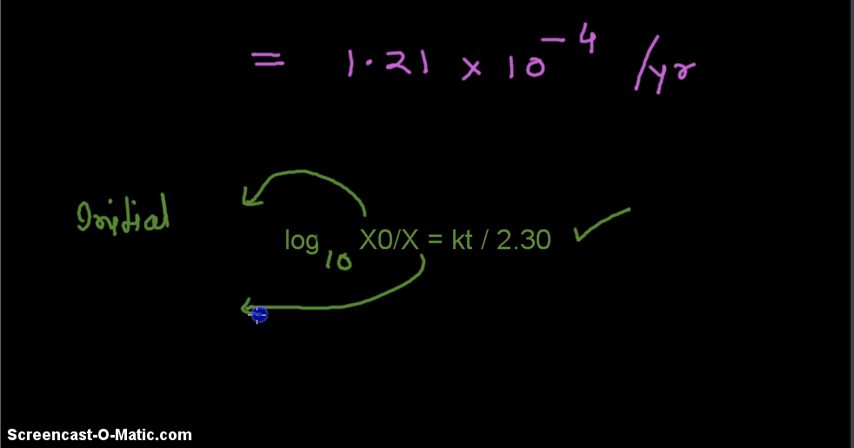 = 1.21 × 10⁻⁴ /yr
Initial
log₁₀ X0/X = kt / 2.30
Screencast-O-Matic.com